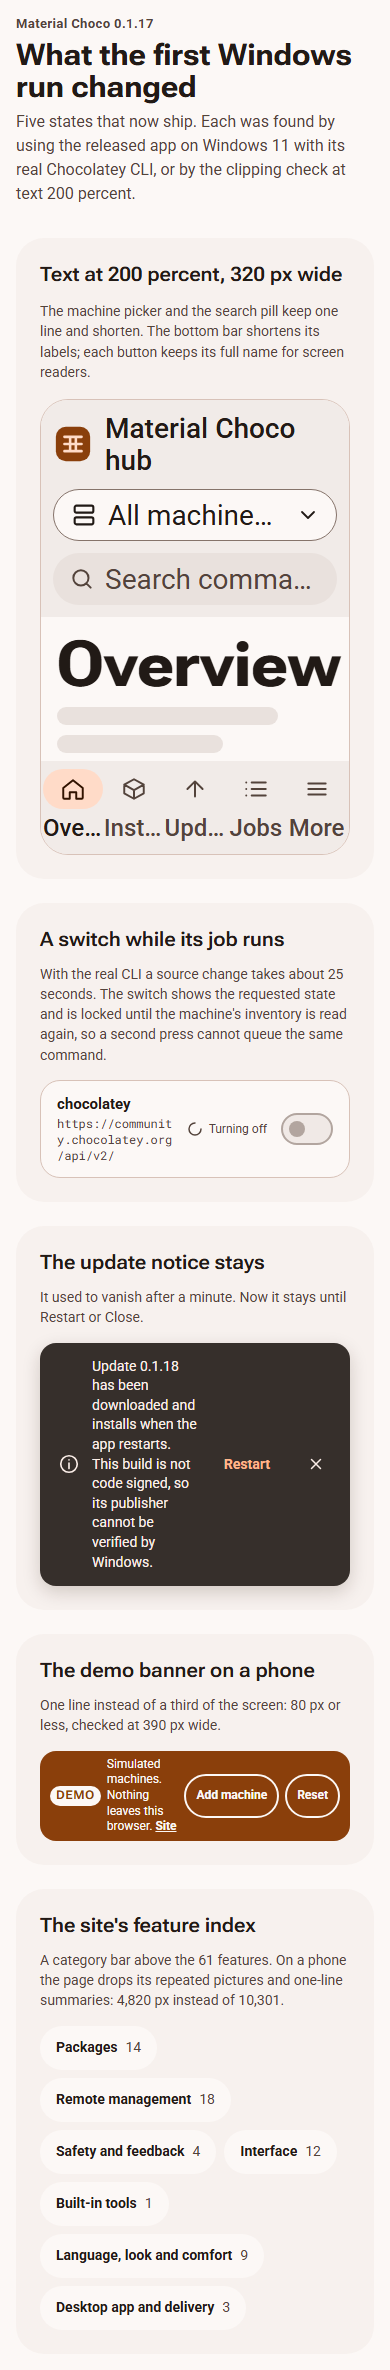 Material Choco 0.1.17
What the first Windows
run changed
Five states that now ship. Each was found by
using the released app on Windows 11 with its
real Chocolatey CLI, or by the clipping check at
text 200 percent.
Text at 200 percent, 320 px wide
The machine picker and the search pill keep one
line and shorten. The bottom bar shortens its
labels; each button keeps its full name for screen
readers.
Material Choco
hub
All machine...
Search comma...
Overview
Ove... Inst... Upd... Jobs More
A switch while its job runs
With the real CLI a source change takes about 25
seconds. The switch shows the requested state
and is locked until the machine's inventory is read
again, so a second press cannot queue the same
command.
chocolatey
https://communit
y.chocolatey.org
/api/v2/
Turning off
The update notice stays
It used to vanish after a minute. Now it stays until
Restart or Close.
Update 0.1.18
has been
downloaded and
installs when the
app restarts.
This build is not
code signed, so
its publisher
cannot be
verified by
Windows.
Restart
The demo banner on a phone
One line instead of a third of the screen: 80 px or
less, checked at 390 px wide.
DEMO
Simulated
machines.
Nothing
leaves this
browser. Site
Add machine
Reset
The site's feature index
A category bar above the 61 features. On a phone
the page drops its repeated pictures and one-line
summaries: 4,820 px instead of 10,301.
Packages 14
Remote management 18
Safety and feedback 4 Interface 12
Built-in tools 1
Language, look and comfort 9
Desktop app and delivery 3